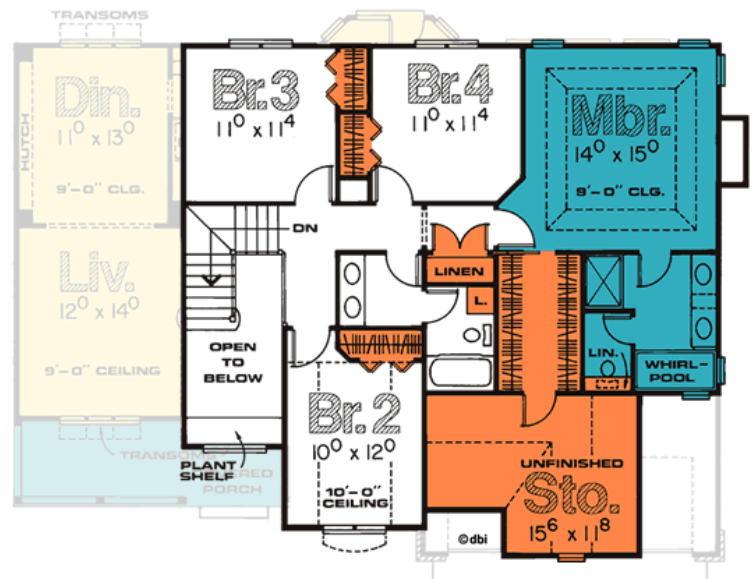 TRANSOMS
Din.
11⁰ x 13⁰
HUTCH
9'-0" CLG.
Br.3
11⁰ x 11⁴
Br.4
11⁰ x 11⁴
Mbr.
14⁰ x 15⁰
9'-0" CLG.
DN
Liv.
12⁰ x 14⁰
9'-0" CEILING
LINEN
L.
OPEN
TO
BELOW
LIN.
WHIRL-
POOL
Br.2
10⁰ x 12⁰
10'-0"
CEILING
TRANSOMS
PLANT
SHELF
PORCH
UNFINISHED
Sto.
15⁶ x 11⁸
©dbi